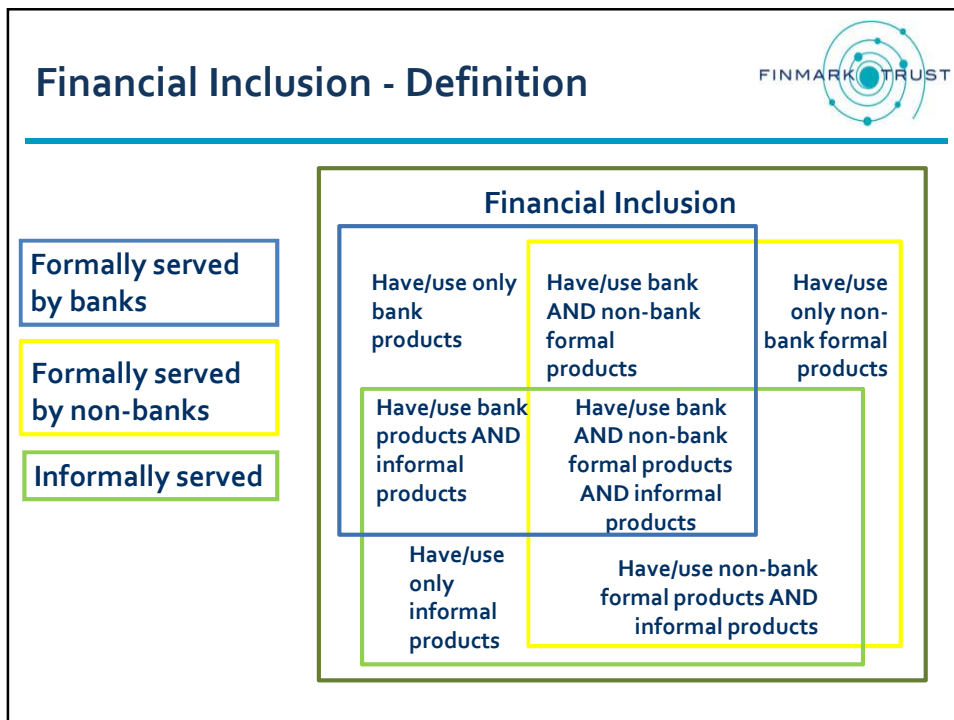 Financial Inclusion - Definition
FINMARK TRUST
Financial Inclusion
Formally served
by banks
Formally served
by non-banks
Informally served
Have/use only
bank
products
Have/use bank
AND non-bank
formal
products
Have/use
only non-
bank formal
products
Have/use bank
products AND
informal
products
Have/use bank
AND non-bank
formal products
AND informal
products
Have/use
only
informal
products
Have/use non-bank
formal products AND
informal products